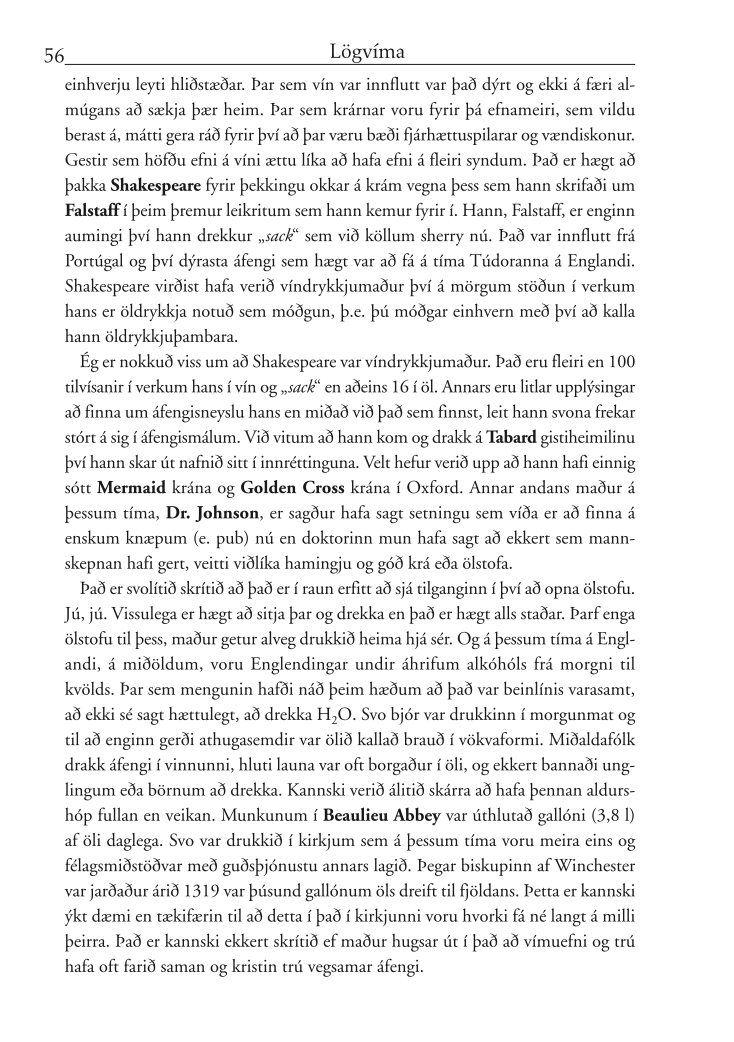 56
Lögvíma
einhverju leyti hliðstæðar. Þar sem vín var innflutt var það dýrt og ekki á færi al-
múgans að sækja þær heim. Þar sem krárnar voru fyrir þá efnameiri, sem vildu
berast á, mátti gera ráð fyrir því að þar væru bæði fjárhættuspilarar og vændiskonur.
Gestir sem höfðu efni á víni ættu líka að hafa efni á fleiri syndum. Það er hægt að
þakka Shakespeare fyrir þekkingu okkar á krám vegna þess sem hann skrifaði um
Falstaff í þeim þremur leikritum sem hann kemur fyrir í. Hann, Falstaff, er enginn
aumingi því hann drekkur „sack“ sem við köllum sherry nú. Það var innflutt frá
Portúgal og því dýrasta áfengi sem hægt var að fá á tíma Túdoranna á Englandi.
Shakespeare virðist hafa verið víndrykkjumaður því á mörgum stöðun í verkum
hans er öldrykkja notuð sem móðgun, þ.e. þú móðgar einhvern með því að kalla
hann öldrykkjuþambara.
Ég er nokkuð viss um að Shakespeare var víndrykkjumaður. Það eru fleiri en 100
tilvísanir í verkum hans í vín og „sack“ en aðeins 16 í öl. Annars eru litlar upplýsingar
að finna um áfengisneyslu hans en miðað við það sem finnst, leit hann svona frekar
stórt á sig í áfengismálum. Við vitum að hann kom og drakk á Tabard gistiheimilinu
því hann skar út nafnið sitt í innréttinguna. Velt hefur verið upp að hann hafi einnig
sótt Mermaid krána og Golden Cross krána í Oxford. Annar andans maður á
þessum tíma, Dr. Johnson, er sagður hafa sagt setningu sem víða er að finna á
enskum knæpum (e. pub) nú en doktorinn mun hafa sagt að ekkert sem mann-
skepnan hafi gert, veitti viðlíka hamingju og góð krá eða ölstofa.
Það er svolítið skrítið að það er í raun erfitt að sjá tilganginn í því að opna ölstofu.
Jú, jú. Vissulega er hægt að sitja þar og drekka en það er hægt alls staðar. Þarf enga
ölstofu til þess, maður getur alveg drukkið heima hjá sér. Og á þessum tíma á Engl-
andi, á miðöldum, voru Englendingar undir áhrifum alkóhóls frá morgni til
kvölds. Þar sem mengunin hafði náð þeim hæðum að það var beinlínis varasamt,
að ekki sé sagt hættulegt, að drekka H₂O. Svo bjór var drukkinn í morgunmat og
til að enginn gerði athugasemdir var ölið kallað brauð í vökvaformi. Miðaldafólk
drakk áfengi í vinnunni, hluti launa var oft borgaður í öli, og ekkert bannaði ung-
lingum eða börnum að drekka. Kannski verið álitið skárra að hafa þennan aldurs-
hóp fullan en veikan. Munkunum í Beaulieu Abbey var úthlutað gallóni (3,8 l)
af öli daglega. Svo var drukkið í kirkjum sem á þessum tíma voru meira eins og
félagsmiðstöðvar með guðsþjónustu annars lagið. Þegar biskupinn af Winchester
var jarðaður árið 1319 var þúsund gallónum öls dreift til fjöldans. Þetta er kannski
ýkt dæmi en tækifærin til að detta í það í kirkjunni voru hvorki fá né langt á milli
þeirra. Það er kannski ekkert skrítið ef maður hugsar út í það að vímuefni og trú
hafa oft farið saman og kristin trú vegsamar áfengi.